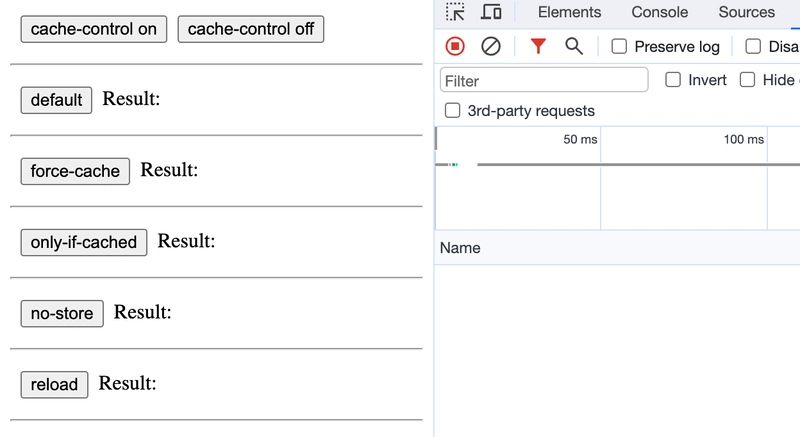 cache-control on cache-control off
default Result:
force-cache Result:
only-if-cached Result:
no-store Result:
reload Result:
Elements Console Sources
Preserve log Disa
Filter Invert Hide
3rd-party requests
50 ms 100 ms
Name